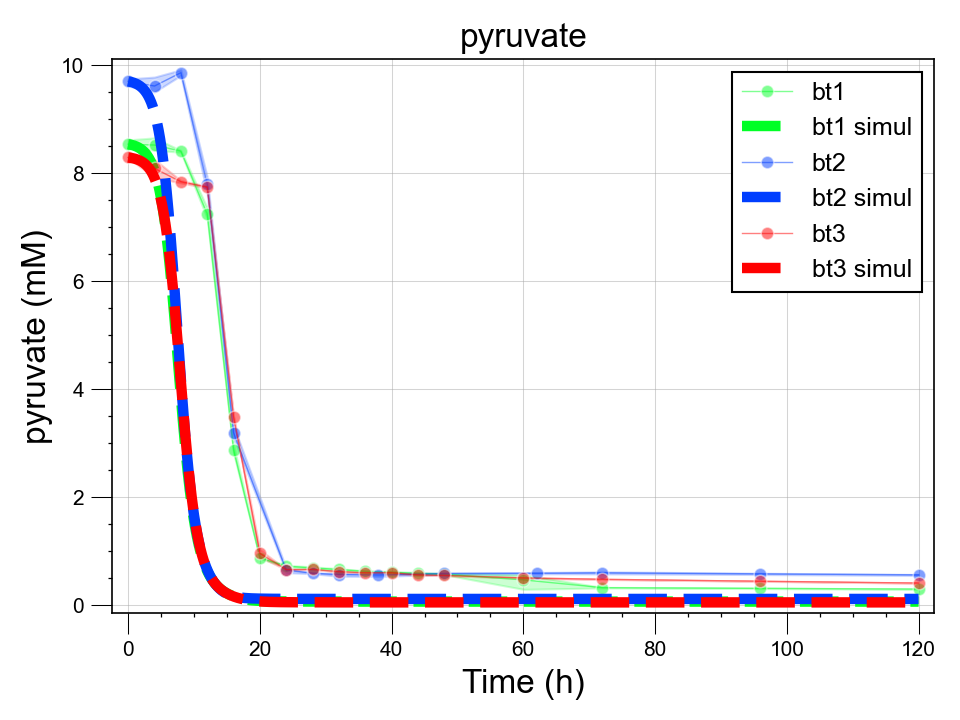 pyruvate
10
8
6
4
2
0
pyruvate (mM)
bt1
bt1 simul
bt2
bt2 simul
bt3
bt3 simul
0 20 40 60 80 100 120
Time (h)